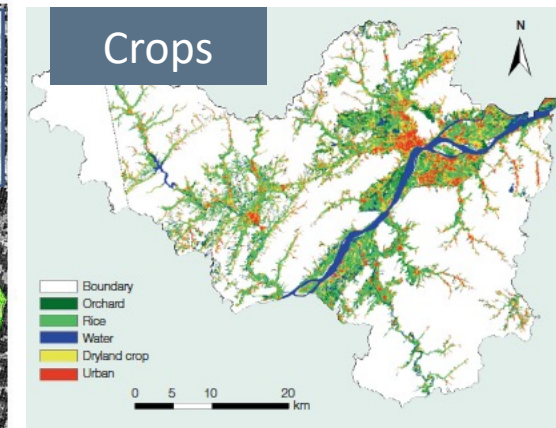 Crops
N
Boundary
Orchard
Rice
Water
Dryland crop
Urban
0 5 10 20
km